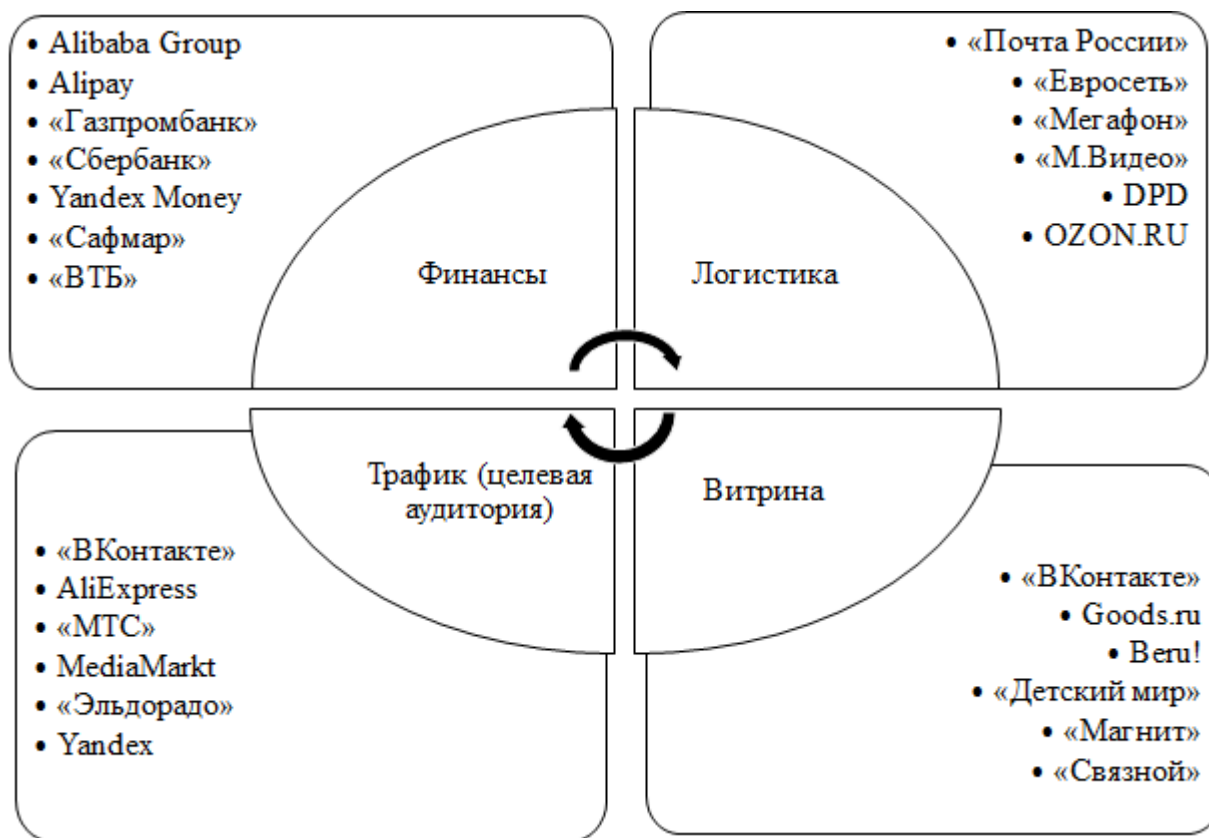 • Alibaba Group
• Alipay
• «Газпромбанк»
• «Сбербанк»
• Yandex Money
• «Сафмар»
• «ВТБ»
Финансы
• «Почта России»
• «Евросеть»
• «Мегафон»
• «М.Видео»
• DPD
• OZON.RU
Логистика
Трафик (целевая
аудитория)
• «ВКонтакте»
• AliExpress
• «МТС»
• MediaMarkt
• «Эльдорадо»
• Yandex
Витрина
• «ВКонтакте»
• Goods.ru
• Beru!
• «Детский мир»
• «Магнит»
• «Связной»